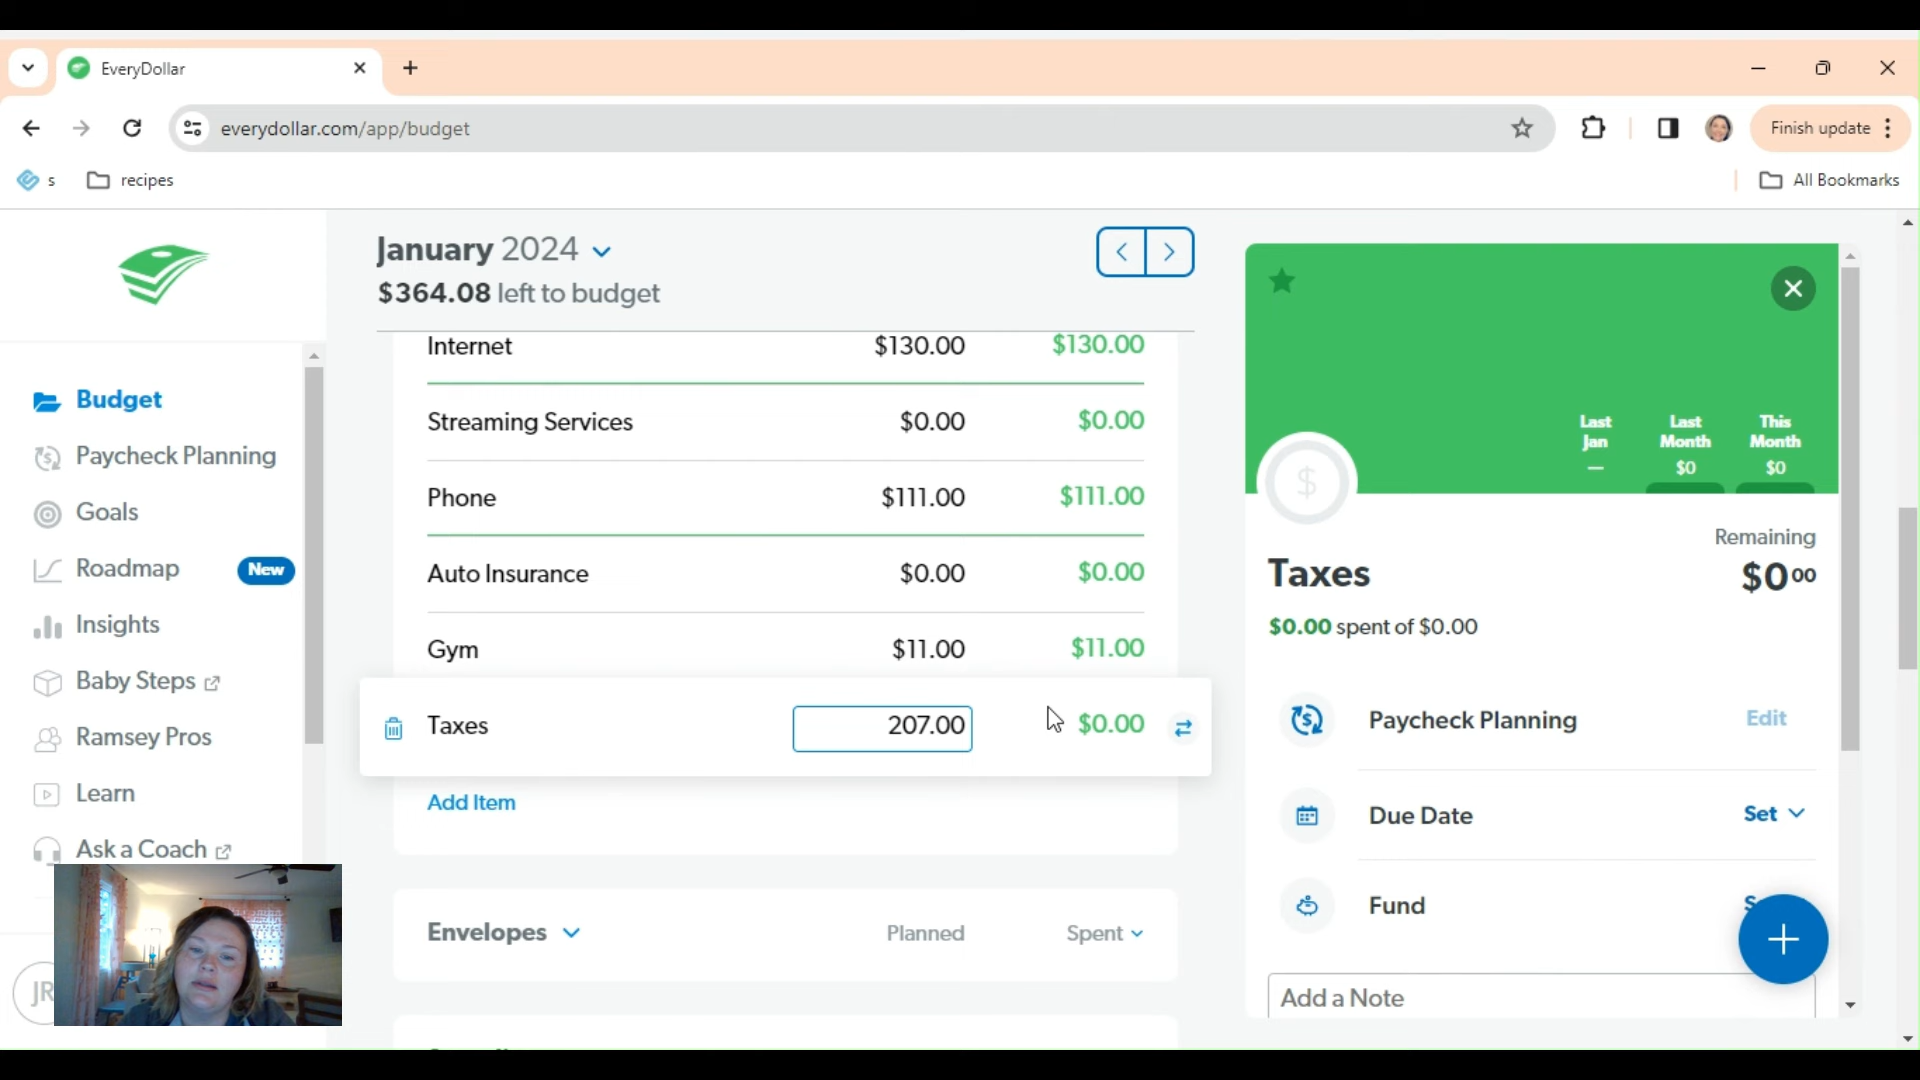 EveryDollar
everydollar.com/app/budget
Finish update
s
recipes
All Bookmarks
Budget
Paycheck Planning
Goals
Roadmap
New
Insights
Baby Steps
Ramsey Pros
Learn
Ask a Coach
JR
January 2024
$364.08 left to budget
Internet $130.00 $130.00
Streaming Services $0.00 $0.00
Phone $111.00 $111.00
Auto Insurance $0.00 $0.00
Gym $11.00 $11.00
Taxes 207.00 $0.00
Add Item
Envelopes Planned Spent
Last Last This
Jan Month Month
— $0 $0
$
Remaining
Taxes $0 00
$0.00 spent of $0.00
Paycheck Planning Edit
Due Date Set
Fund
Add a Note